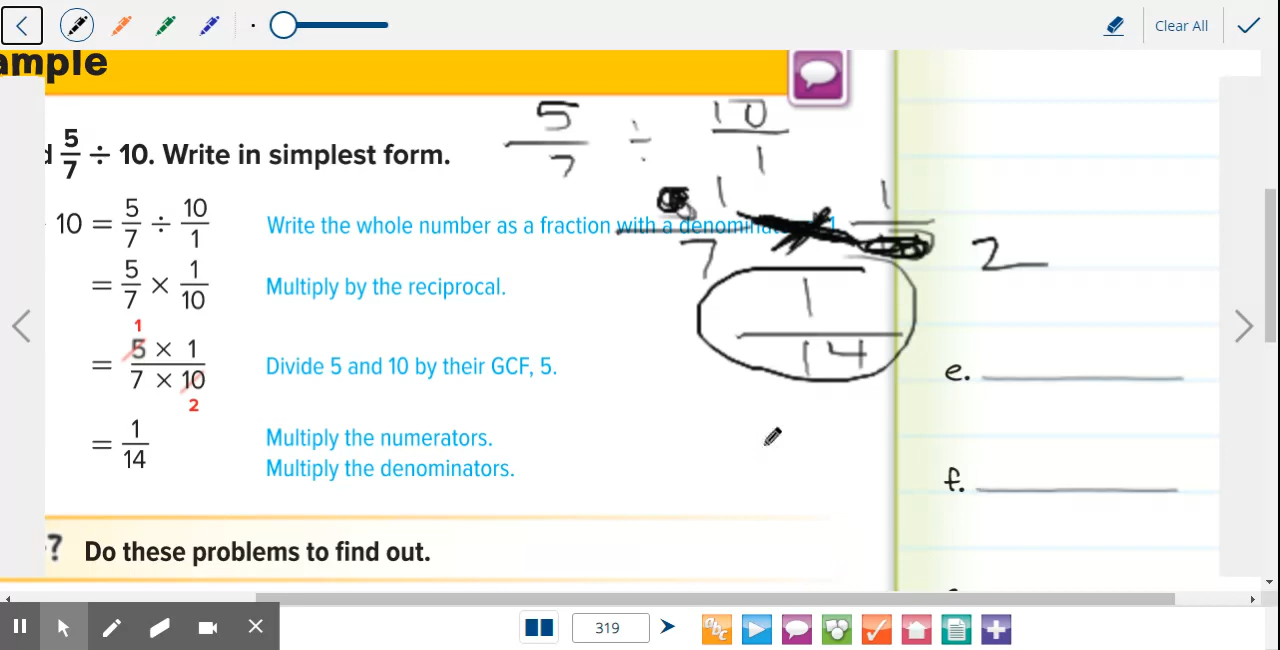 Clear All
ample
d 5/7 ÷ 10. Write in simplest form.
5/7 ÷ 10/1
10 = 5/7 ÷ 10/1 Write the whole number as a fraction with a
= 5/7 × 1/10 Multiply by the reciprocal.
1/7 1/ 2
1/14
1
= 5 × 1 / 7 × 10 Divide 5 and 10 by their GCF, 5.
2
= 1/14 Multiply the numerators.
Multiply the denominators.
? Do these problems to find out.
e.
f.
319
abc